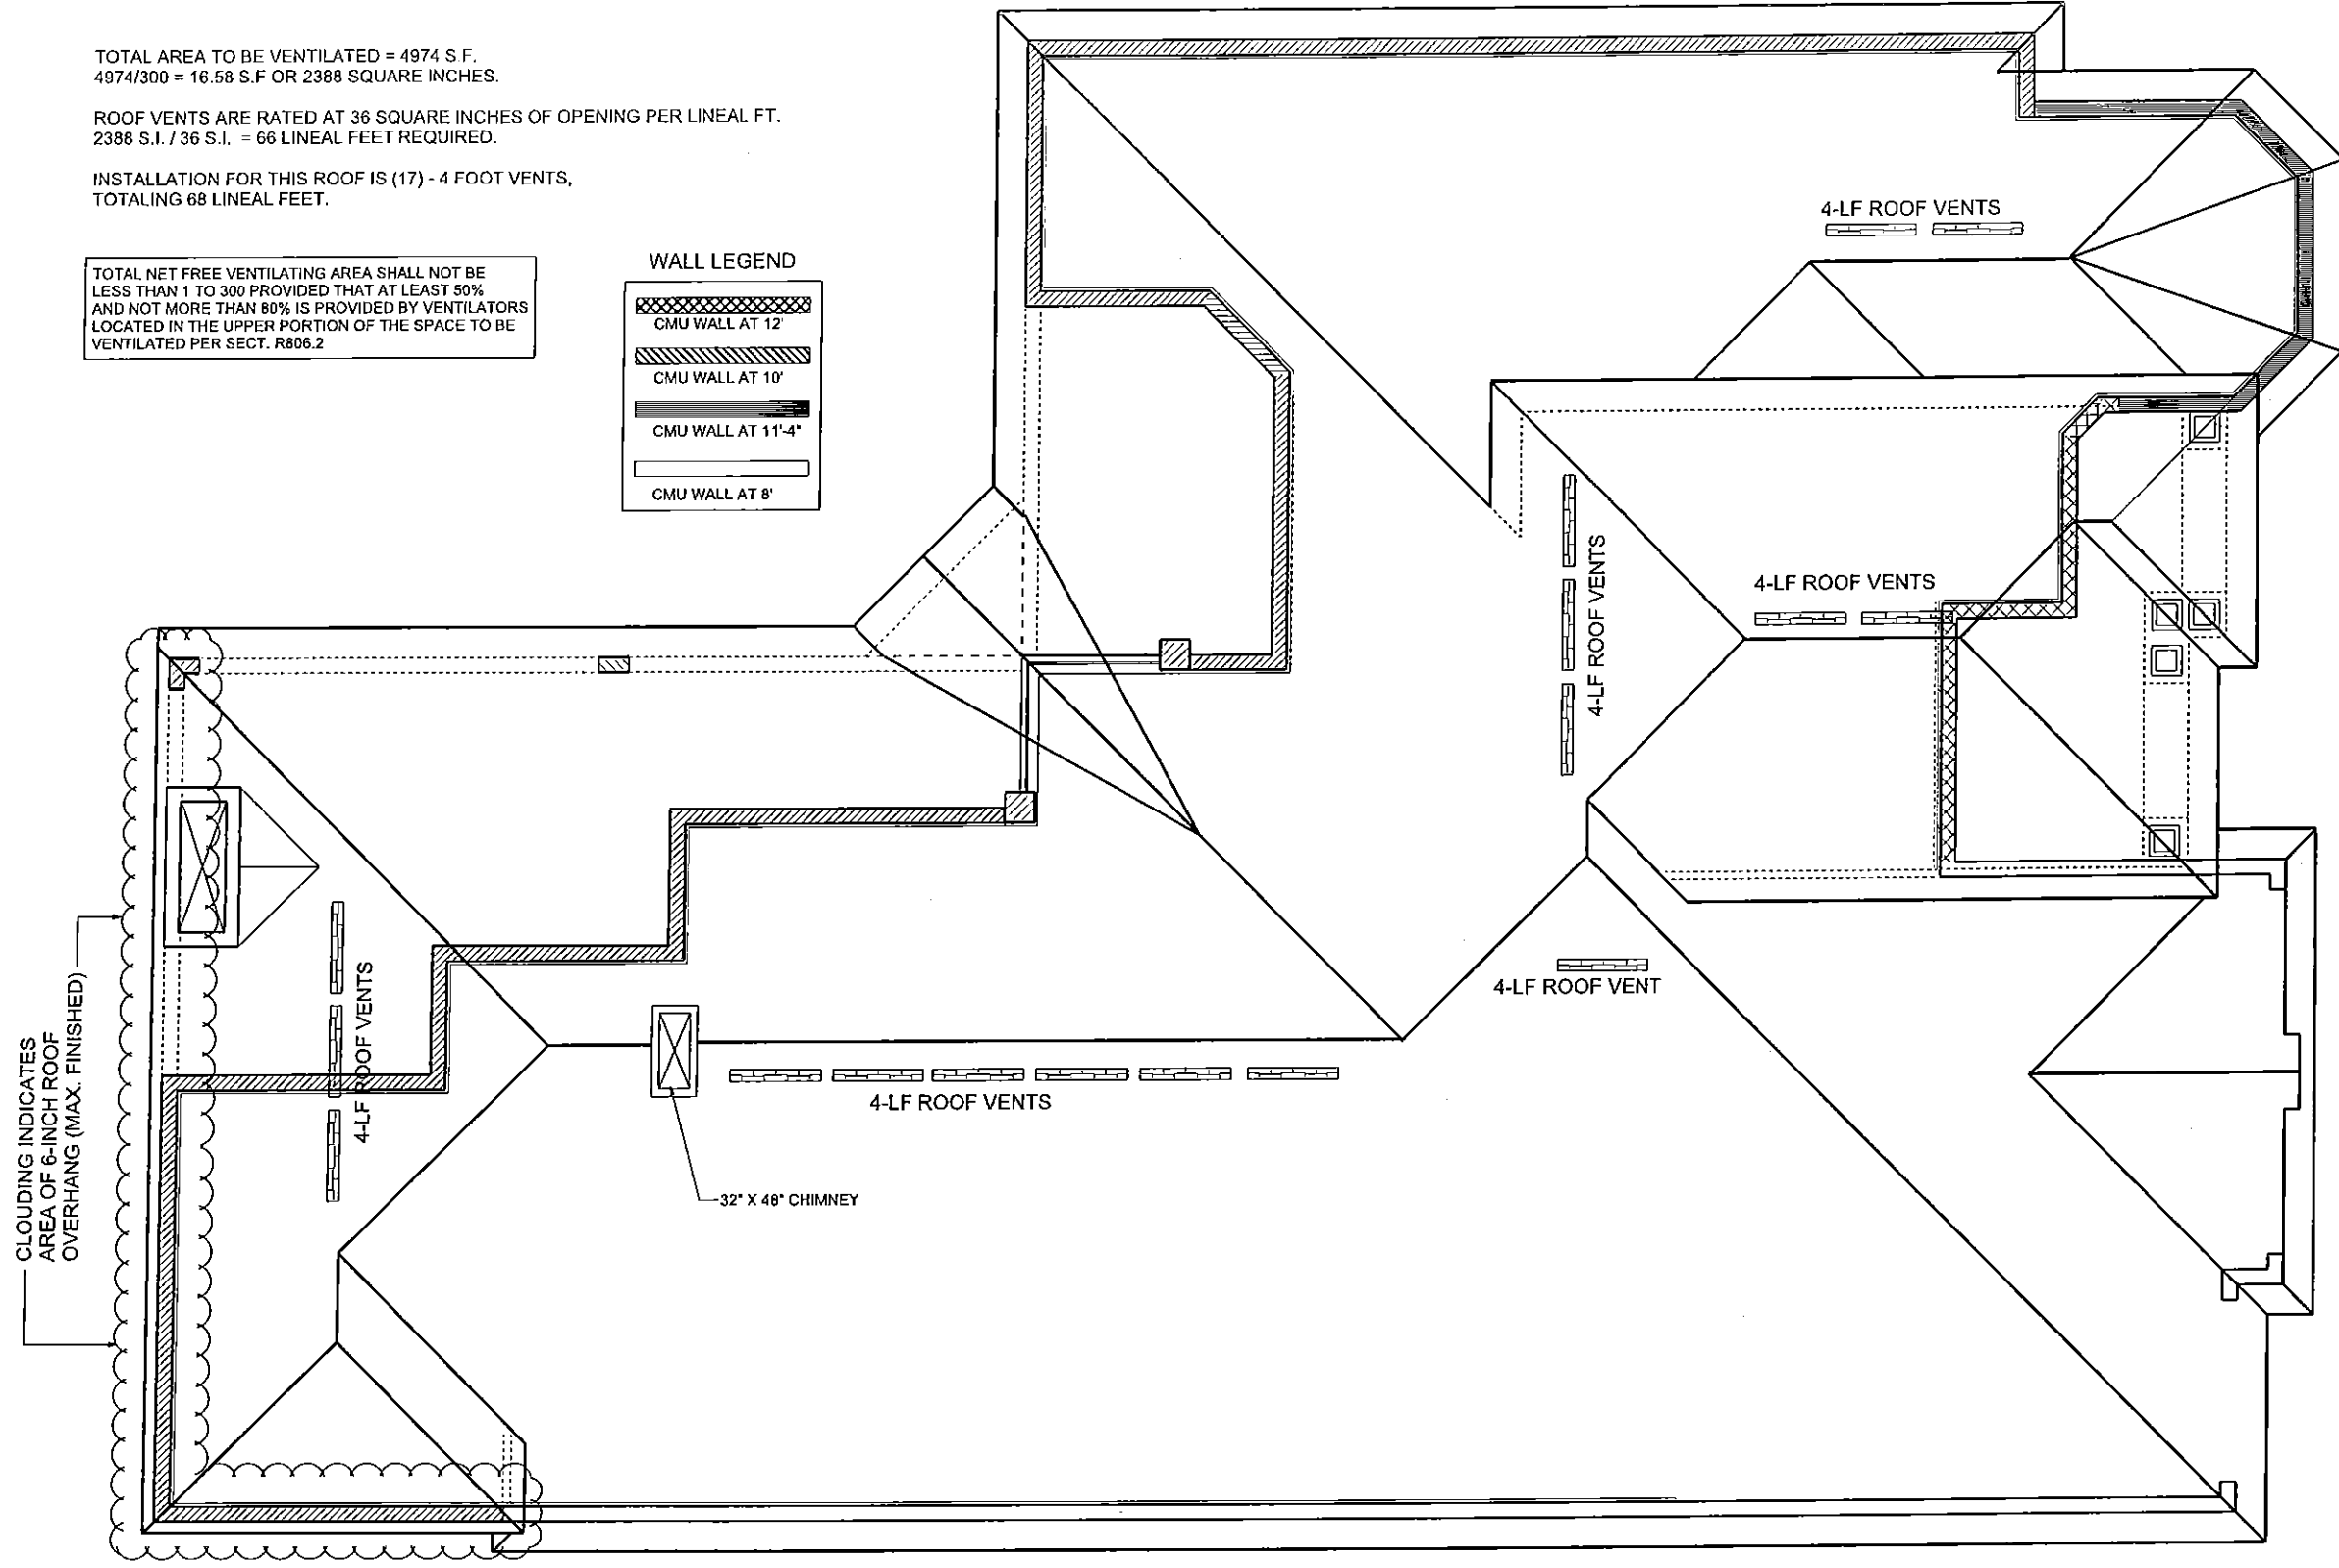 TOTAL AREA TO BE VENTILATED = 4974 S.F.
4974/300 = 16.58 S.F OR 2388 SQUARE INCHES.
ROOF VENTS ARE RATED AT 36 SQUARE INCHES OF OPENING PER LINEAL FT.
2388 S.I. / 36 S.I. = 66 LINEAL FEET REQUIRED.
INSTALLATION FOR THIS ROOF IS (17) - 4 FOOT VENTS,
TOTALING 68 LINEAL FEET.
TOTAL NET FREE VENTILATING AREA SHALL NOT BE
LESS THAN 1 TO 300 PROVIDED THAT AT LEAST 50%
AND NOT MORE THAN 80% IS PROVIDED BY VENTILATORS
LOCATED IN THE UPPER PORTION OF THE SPACE TO BE
VENTILATED PER SECT. R806.2
WALL LEGEND
CMU WALL AT 12'
CMU WALL AT 10'
CMU WALL AT 11'-4"
CMU WALL AT 8'
4-LF ROOF VENTS
4-LF ROOF VENTS
4-LF ROOF VENTS
4-LF ROOF VENT
4-LF ROOF VENTS
4-LF ROOF VENTS
32" X 48" CHIMNEY
CLOUDING INDICATES
AREA OF 6-INCH ROOF
OVERHANG (MAX. FINISHED)